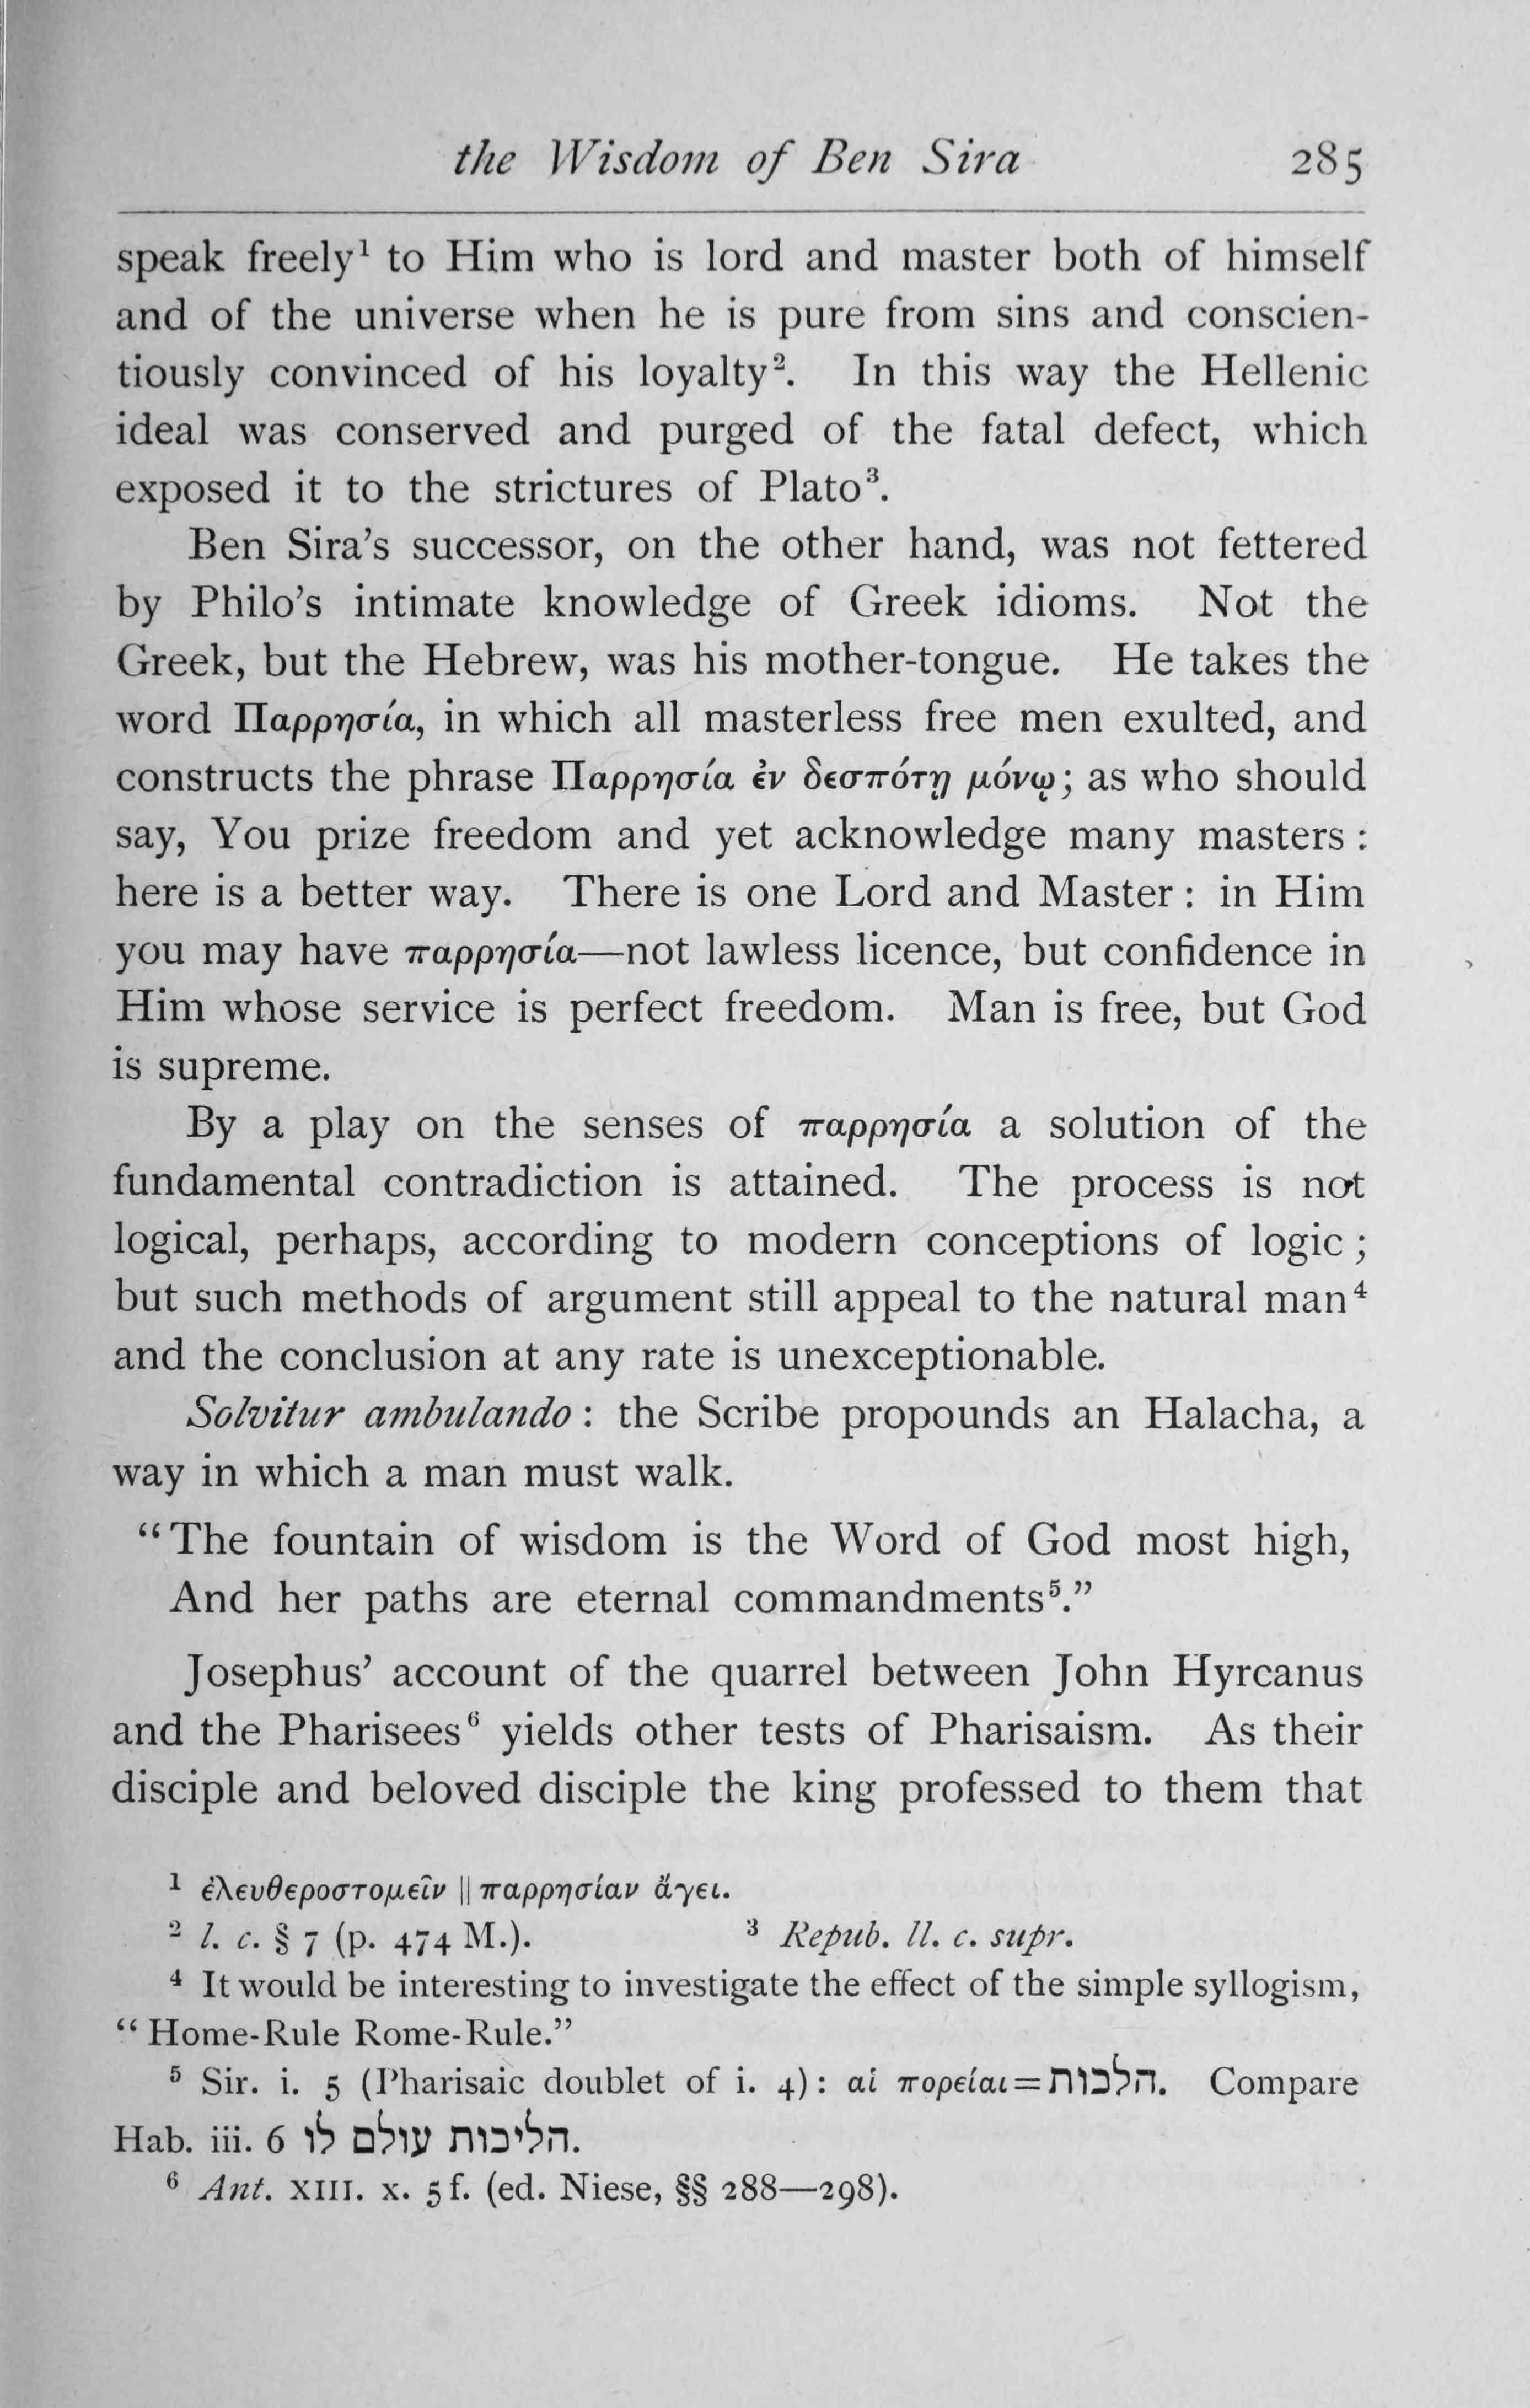 the Wisdom of Ben Sira 285
speak freely¹ to Him who is lord and master both of himself
and of the universe when he is pure from sins and conscien-
tiously convinced of his loyalty². In this way the Hellenic
ideal was conserved and purged of the fatal defect, which
exposed it to the strictures of Plato³.
Ben Sira's successor, on the other hand, was not fettered
by Philo's intimate knowledge of Greek idioms. Not the
Greek, but the Hebrew, was his mother-tongue. He takes the
word Παρρησία, in which all masterless free men exulted, and
constructs the phrase Παρρησία ἐν δεσπότῃ μόνῳ; as who should
say, You prize freedom and yet acknowledge many masters :
here is a better way. There is one Lord and Master : in Him
you may have παρρησία—not lawless licence, but confidence in
Him whose service is perfect freedom. Man is free, but God
is supreme.
By a play on the senses of παρρησία a solution of the
fundamental contradiction is attained. The process is not
logical, perhaps, according to modern conceptions of logic ;
but such methods of argument still appeal to the natural man⁴
and the conclusion at any rate is unexceptionable.
Solvitur ambulando : the Scribe propounds an Halacha, a
way in which a man must walk.
“The fountain of wisdom is the Word of God most high,
And her paths are eternal commandments⁵.”
Josephus' account of the quarrel between John Hyrcanus
and the Pharisees⁶ yields other tests of Pharisaism. As their
disciple and beloved disciple the king professed to them that
¹ ἐλευθεροστομεῖν || παρρησίαν ἄγει.
² l. c. § 7 (p. 474 M.). ³ Repub. ll. c. supr.
⁴ It would be interesting to investigate the effect of the simple syllogism,
“Home-Rule Rome-Rule.”
⁵ Sir. i. 5 (Pharisaic doublet of i. 4) : αἱ πορείαι=הלכות. Compare
Hab. iii. 6 הליכות עולם לו.
⁶ Ant. XIII. x. 5 f. (ed. Niese, §§ 288—298).